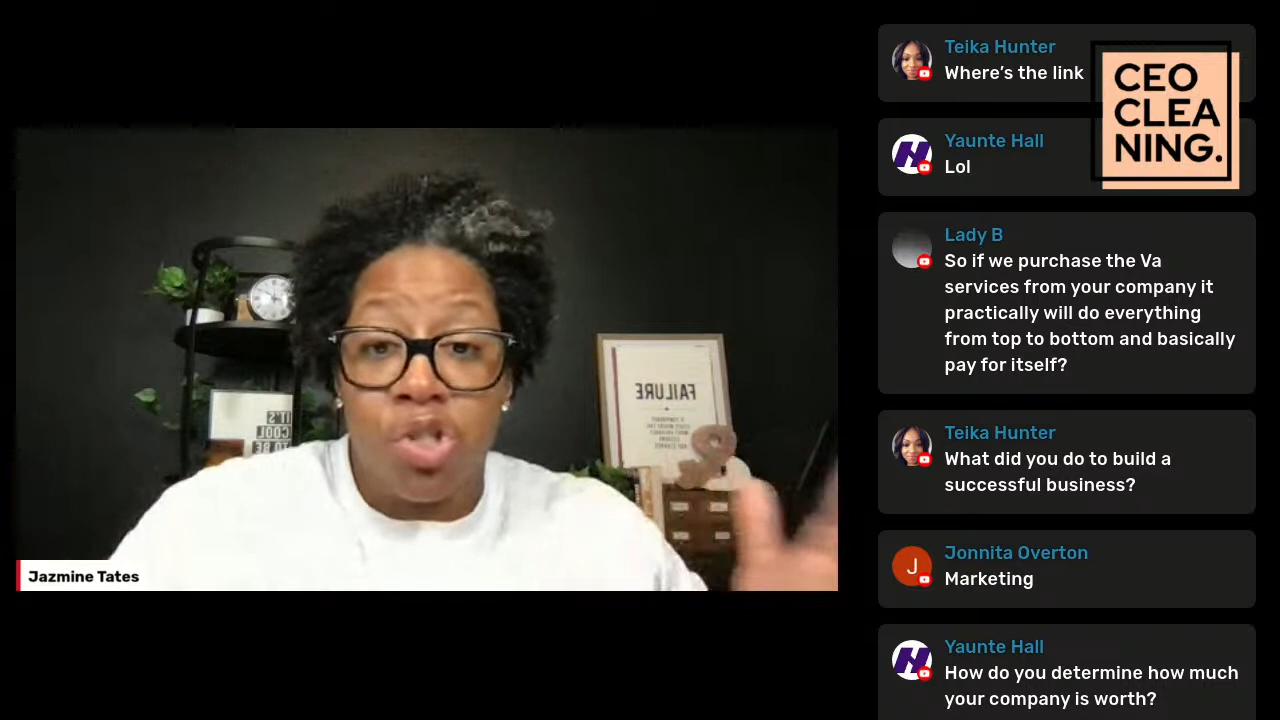 Teika Hunter
Where’s the link
CEO
CLEA
NING.
Yaunte Hall
Lol
Lady B
So if we purchase the Va
services from your company it
practically will do everything
from top to bottom and basically
pay for itself?
Teika Hunter
What did you do to build a
successful business?
J
Jonnita Overton
Marketing
Yaunte Hall
How do you determine how much
your company is worth?
FAILURE
IT'S
COOL
TO BE
Jazmine Tates